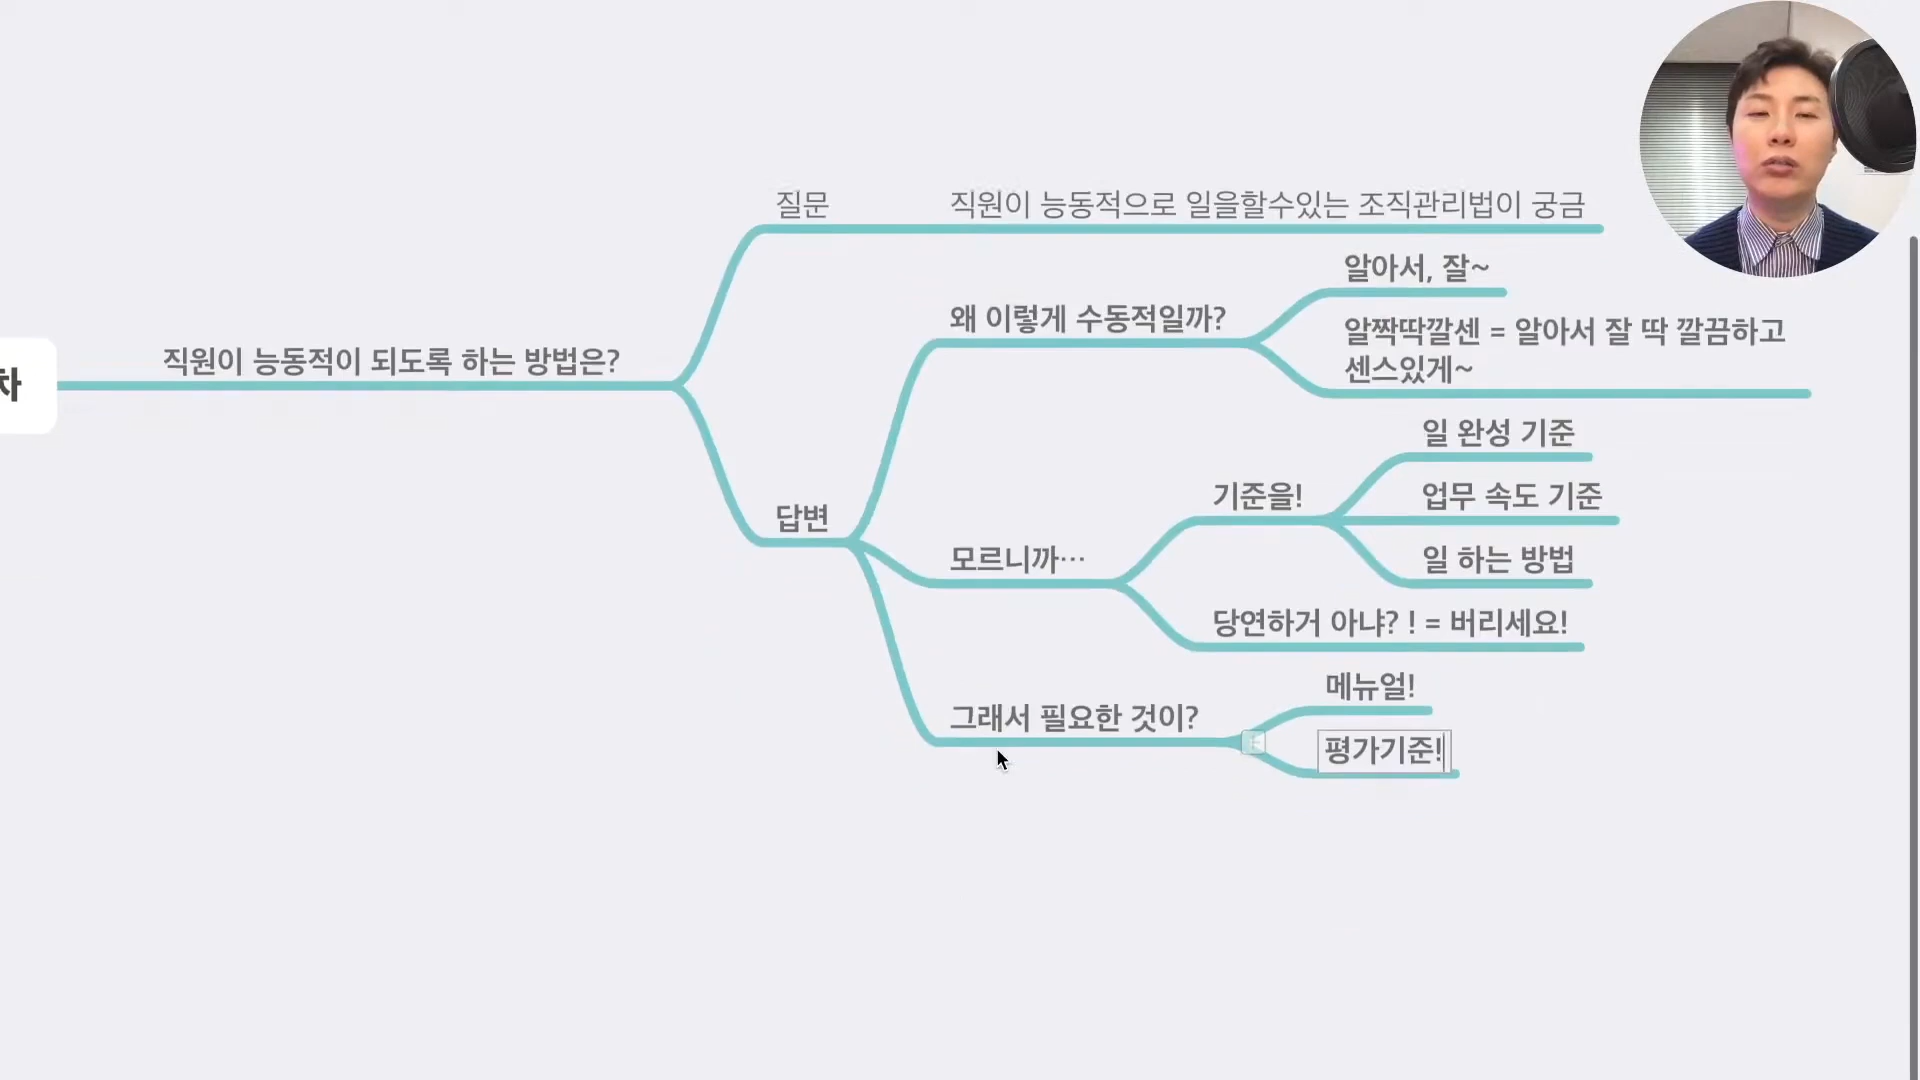 차
직원이 능동적이 되도록 하는 방법은?
질문
직원이 능동적으로 일을할수있는 조직관리법이 궁금
답변
왜 이렇게 수동적일까?
알아서, 잘~
알짝딱깔센 = 알아서 잘 딱 깔끔하고
센스있게~
모르니까…
기준을!
일 완성 기준
업무 속도 기준
일 하는 방법
당연하거 아냐? ! = 버리세요!
그래서 필요한 것이?
메뉴얼!
평가기준!